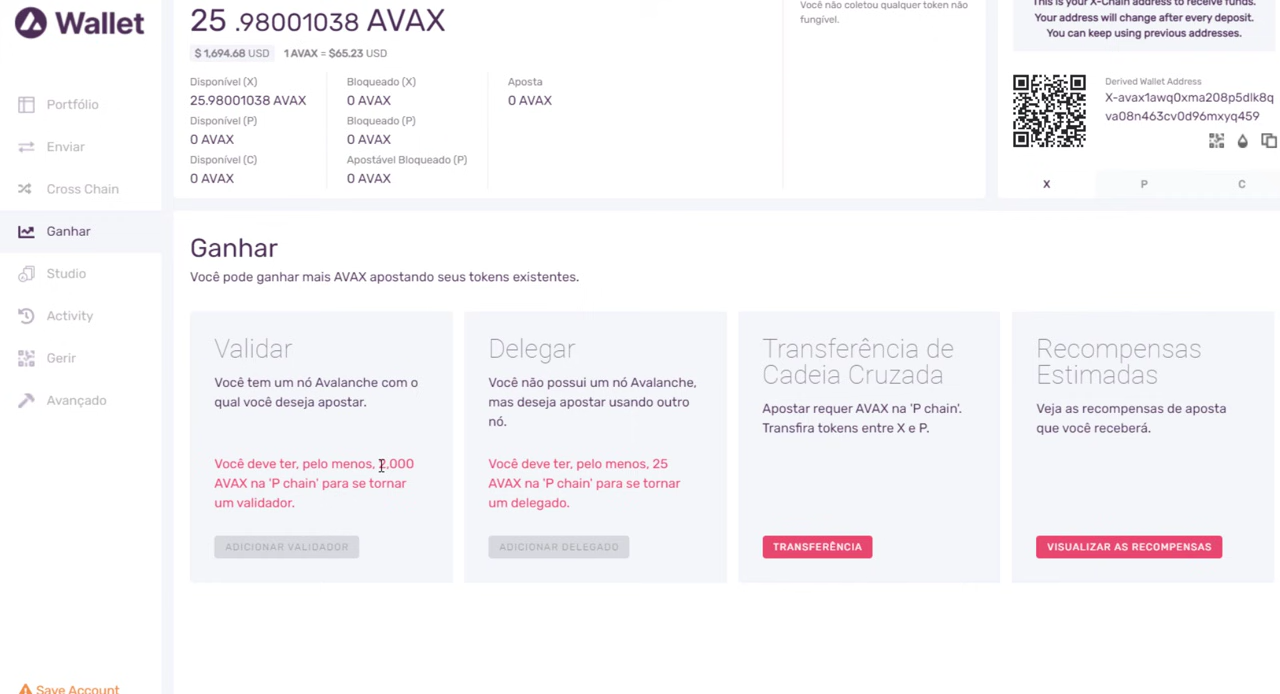 Wallet
Portfólio
Enviar
Cross Chain
Ganhar
Studio
Activity
Gerir
Avançado
Save Account
25 .98001038 AVAX
$ 1,694.68 USD 1 AVAX = $65.23 USD
Disponível (X)
25.98001038 AVAX
Disponível (P)
0 AVAX
Disponível (C)
0 AVAX
Bloqueado (X)
0 AVAX
Bloqueado (P)
0 AVAX
Apostável Bloqueado (P)
0 AVAX
Aposta
0 AVAX
Você não coletou qualquer token não
fungível.
This is your X-Chain address to receive funds.
Your address will change after every deposit.
You can keep using previous addresses.
Derived Wallet Address
X-avax1awq0xma208p5dlk8q
va08n463cv0d96mxyq459
X P C
Ganhar
Você pode ganhar mais AVAX apostando seus tokens existentes.
Validar
Você tem um nó Avalanche com o
qual você deseja apostar.
Você deve ter, pelo menos, 2,000
AVAX na 'P chain' para se tornar
um validador.
ADICIONAR VALIDADOR
Delegar
Você não possui um nó Avalanche,
mas deseja apostar usando outro
nó.
Você deve ter, pelo menos, 25
AVAX na 'P chain' para se tornar
um delegado.
ADICIONAR DELEGADO
Transferência de
Cadeia Cruzada
Apostar requer AVAX na 'P chain'.
Transfira tokens entre X e P.
TRANSFERÊNCIA
Recompensas
Estimadas
Veja as recompensas de aposta
que você receberá.
VISUALIZAR AS RECOMPENSAS